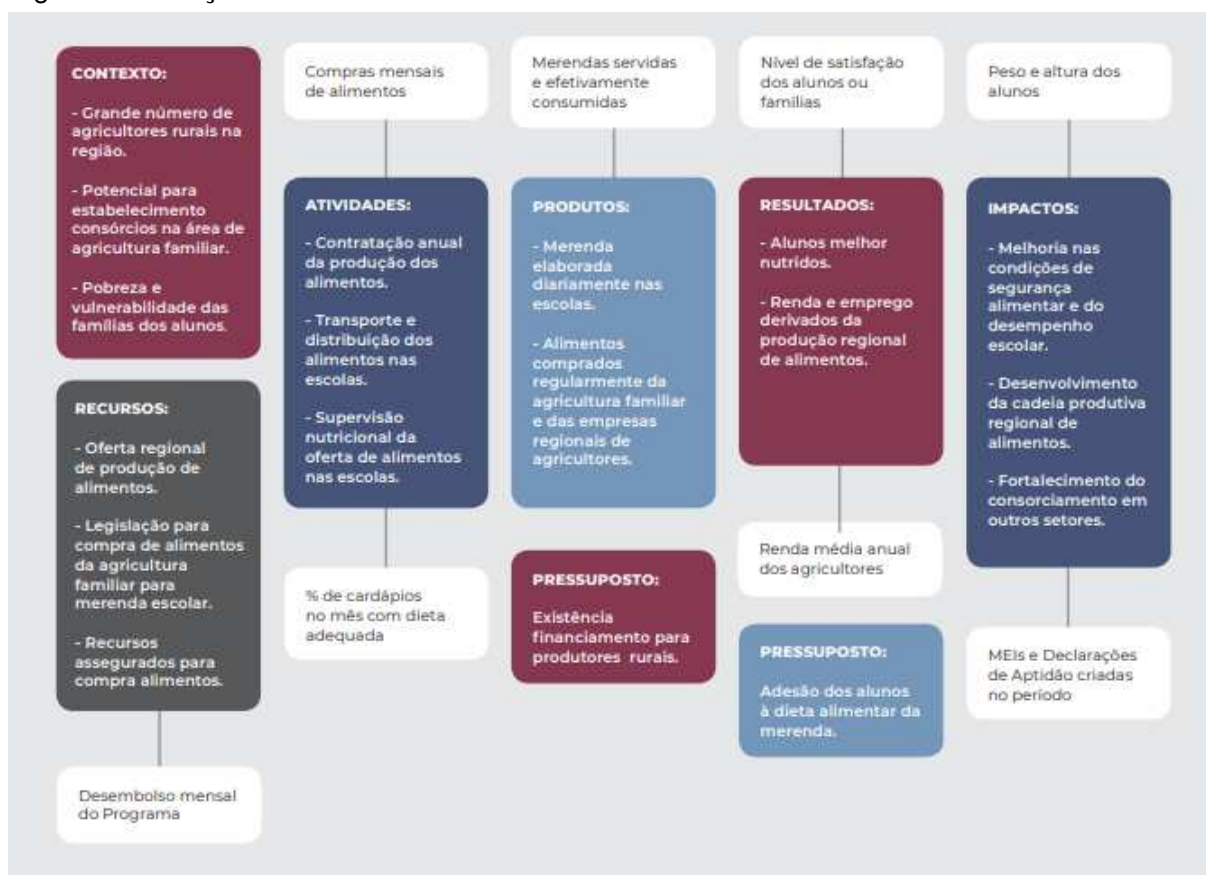 CONTEXTO:
- Grande número de
agricultores rurais na
região.
- Potencial para
estabelecimento
consórcios na área de
agricultura familiar.
- Pobreza e
vulnerabilidade das
famílias dos alunos.
RECURSOS:
- Oferta regional
de produção de
alimentos.
- Legislação para
compra de alimentos
da agricultura
familiar para
merenda escolar.
- Recursos
assegurados para
compra alimentos.
Desembolso mensal
do Programa
Compras mensais
de alimentos
ATIVIDADES:
- Contratação anual
da produção dos
alimentos.
- Transporte e
distribuição dos
alimentos nas
escolas.
- Supervisão
nutricional da
oferta de alimentos
nas escolas.
% de cardápios
no mês com dieta
adequada
Merendas servidas
e efetivamente
consumidas
PRODUTOS:
- Merenda
elaborada
diariamente nas
escolas.
- Alimentos
comprados
regularmente da
agricultura familiar
e das empresas
regionais de
agricultores.
PRESSUPOSTO:
Existência
financiamento para
produtores rurais.
Nível de satisfação
dos alunos ou
famílias
RESULTADOS:
- Alunos melhor
nutridos.
- Renda e emprego
derivados da
produção regional
de alimentos.
Renda média anual
dos agricultores
PRESSUPOSTO:
Adesão dos alunos
à dieta alimentar da
merenda.
Peso e altura dos
alunos
IMPACTOS:
- Melhoria nas
condições de
segurança
alimentar e do
desempenho
escolar.
- Desenvolvimento
da cadeia produtiva
regional de
alimentos.
- Fortalecimento do
consorciamento em
outros setores.
MEIs e Declarações
de Aptidão criadas
no período